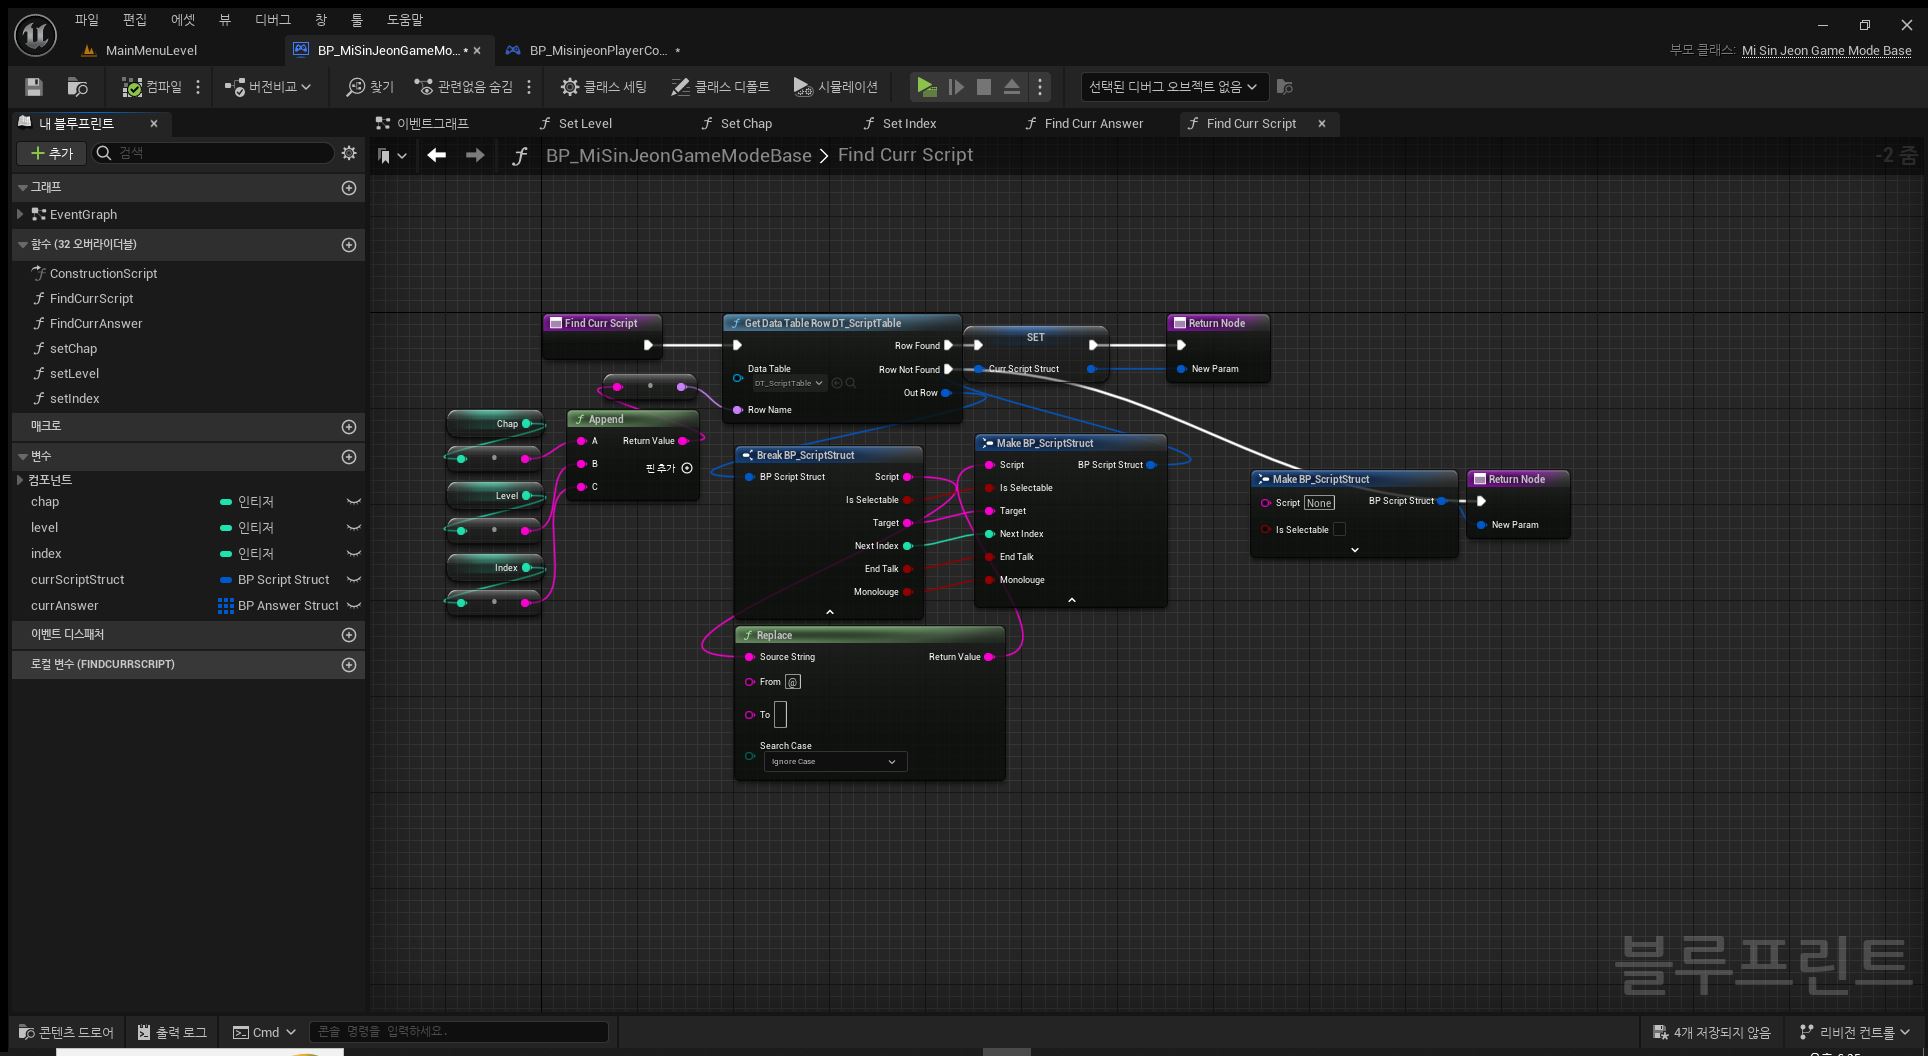 파일 편집 에셋 뷰 디버그 창 툴 도움말
MainMenuLevel
BP_MiSinJeonGameMo...*
BP_MisinjeonPlayerCo... *
부모 클래스: Mi Sin Jeon Game Mode Base
컴파일
버전비교
찾기
관련없음 숨김
클래스 세팅
클래스 디폴트
시뮬레이션
선택된 디버그 오브젝트 없음
내 블루프린트
이벤트그래프
Set Level
Set Chap
Set Index
Find Curr Answer
Find Curr Script
추가
검색
BP_MiSinJeonGameModeBase > Find Curr Script
-2 줌
그래프
EventGraph
함수 (32 오버라이더블)
ConstructionScript
FindCurrScript
FindCurrAnswer
setChap
setLevel
setIndex
매크로
변수
컴포넌트
chap 인티저
level 인티저
index 인티저
currScriptStruct BP Script Struct
currAnswer BP Answer Struct
이벤트 디스패처
로컬 변수 (FINDCURRSCRIPT)
Find Curr Script
Get Data Table Row DT_ScriptTable
Row Found
Data Table
DT_ScriptTable
Row Not Found
Out Row
Row Name
SET
Curr Script Struct
Return Node
New Param
Chap
Level
Index
Append
A
Return Value
B
핀 추가
C
Break BP_ScriptStruct
BP Script Struct
Script
Is Selectable
Target
Next Index
End Talk
Monolouge
Make BP_ScriptStruct
Script
BP Script Struct
Is Selectable
Target
Next Index
End Talk
Monolouge
Make BP_ScriptStruct
Script None
BP Script Struct
Is Selectable
Return Node
New Param
Replace
Source String
Return Value
From @
To
Search Case
Ignore Case
블루프린트
콘텐츠 드로어
출력 로그
Cmd
콘솔 명령을 입력하세요.
4개 저장되지 않음
리비전 컨트롤